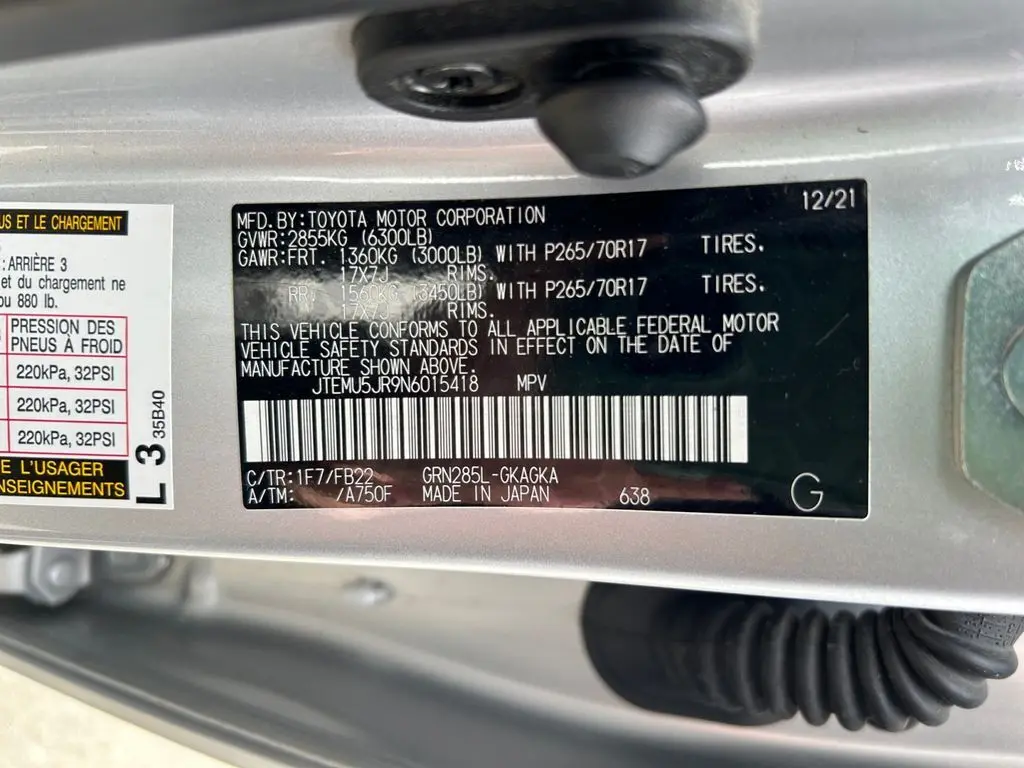 US ET LE CHARGEMENT
: ARRIÈRE 3
et du chargement ne
ou 880 lb.
PRESSION DES
PNEUS À FROID
220kPa, 32PSI
220kPa, 32PSI
220kPa, 32PSI
E L'USAGER
NSEIGNEMENTS
L 3 35B40
12/21
MFD.BY:TOYOTA MOTOR CORPORATION
GVWR:2855KG (6300LB)
GAWR:FRT. 1360KG (3000LB) WITH P265/70R17 TIRES.
17X7J RIMS.
RR. 1560KG (3450LB) WITH P265/70R17 TIRES.
17X7J RIMS.
THIS VEHICLE CONFORMS TO ALL APPLICABLE FEDERAL MOTOR
VEHICLE SAFETY STANDARDS IN EFFECT ON THE DATE OF
MANUFACTURE SHOWN ABOVE.
JTEMU5JR9N6015418 MPV
C/TR:1F7/FB22 GRN285L-GKAGKA
A/TM: /A750F MADE IN JAPAN 638 G